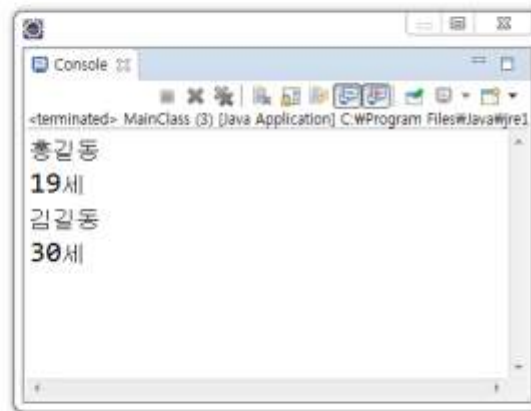 Console
<terminated> MainClass (3) [Java Application] C:₩Program Files₩Java₩jre1
홍길동
19세
김길동
30세